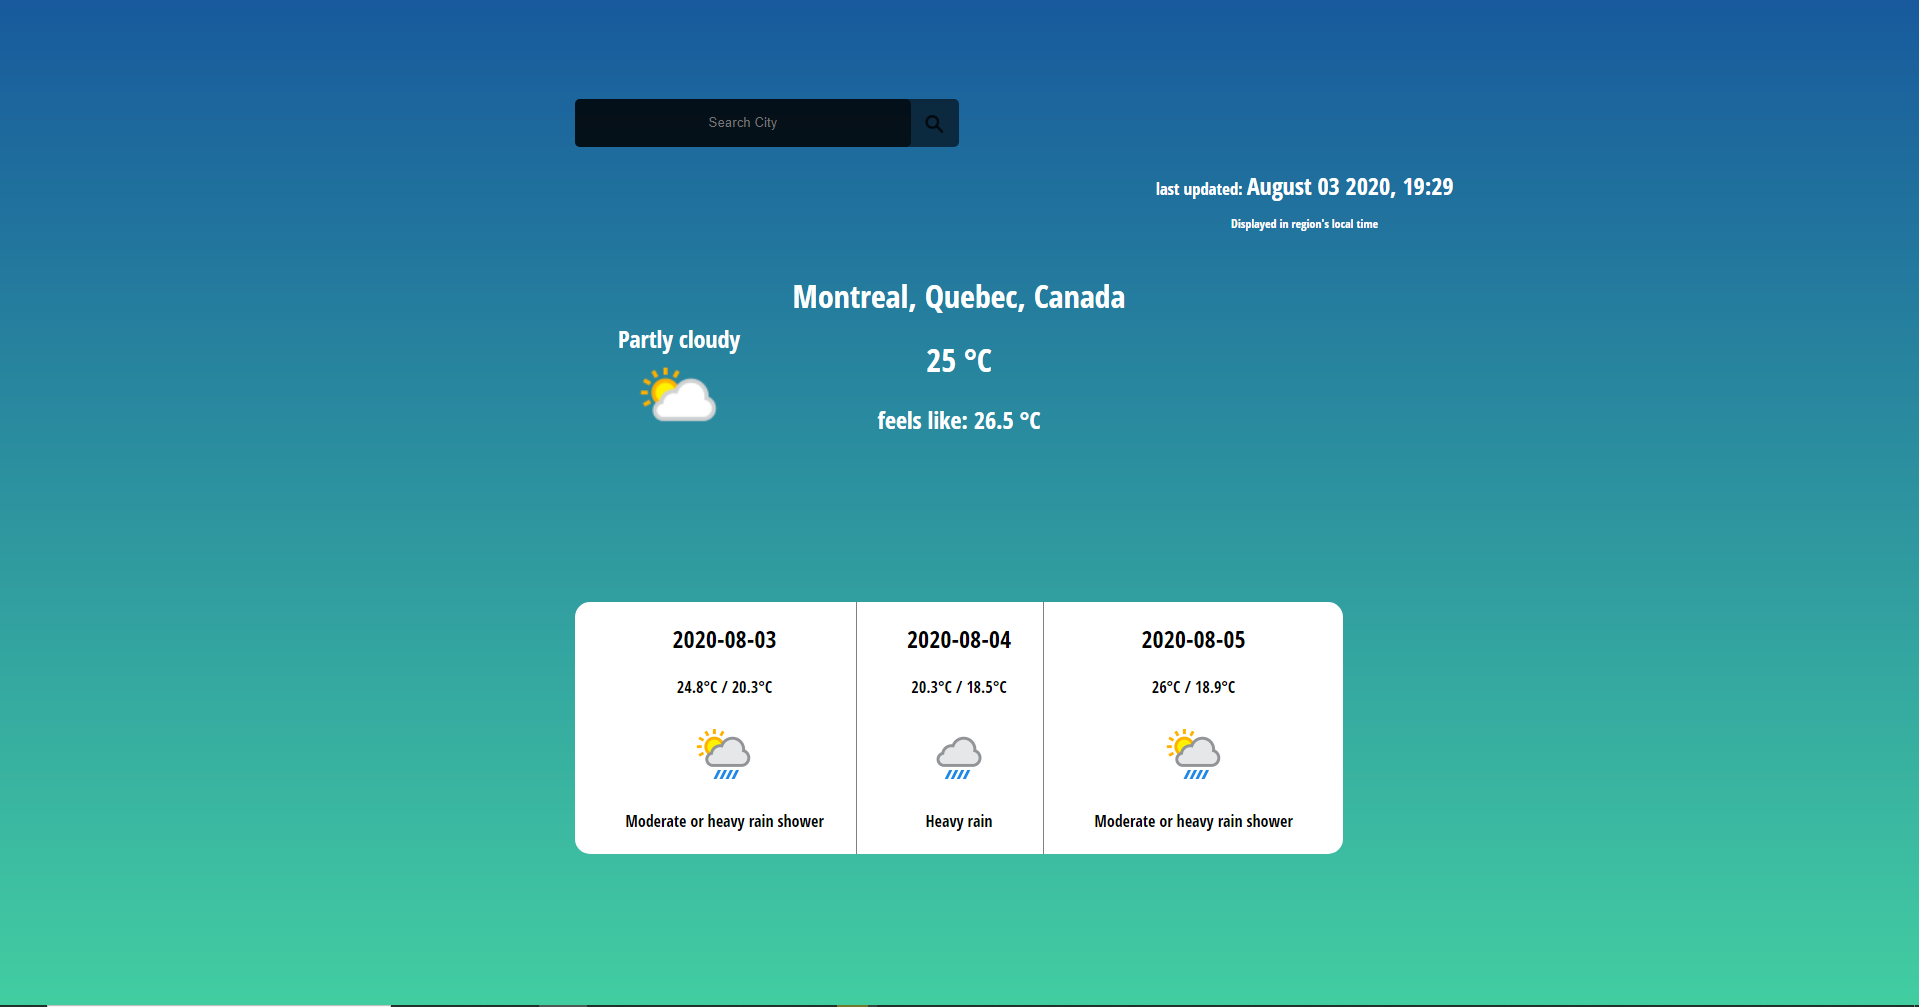 Search City
last updated: August 03 2020, 19:29
Displayed in region's local time
Montreal, Quebec, Canada
Partly cloudy
25 °C
feels like: 26.5 °C
2020-08-03
24.8°C / 20.3°C
Moderate or heavy rain shower
2020-08-04
20.3°C / 18.5°C
Heavy rain
2020-08-05
26°C / 18.9°C
Moderate or heavy rain shower